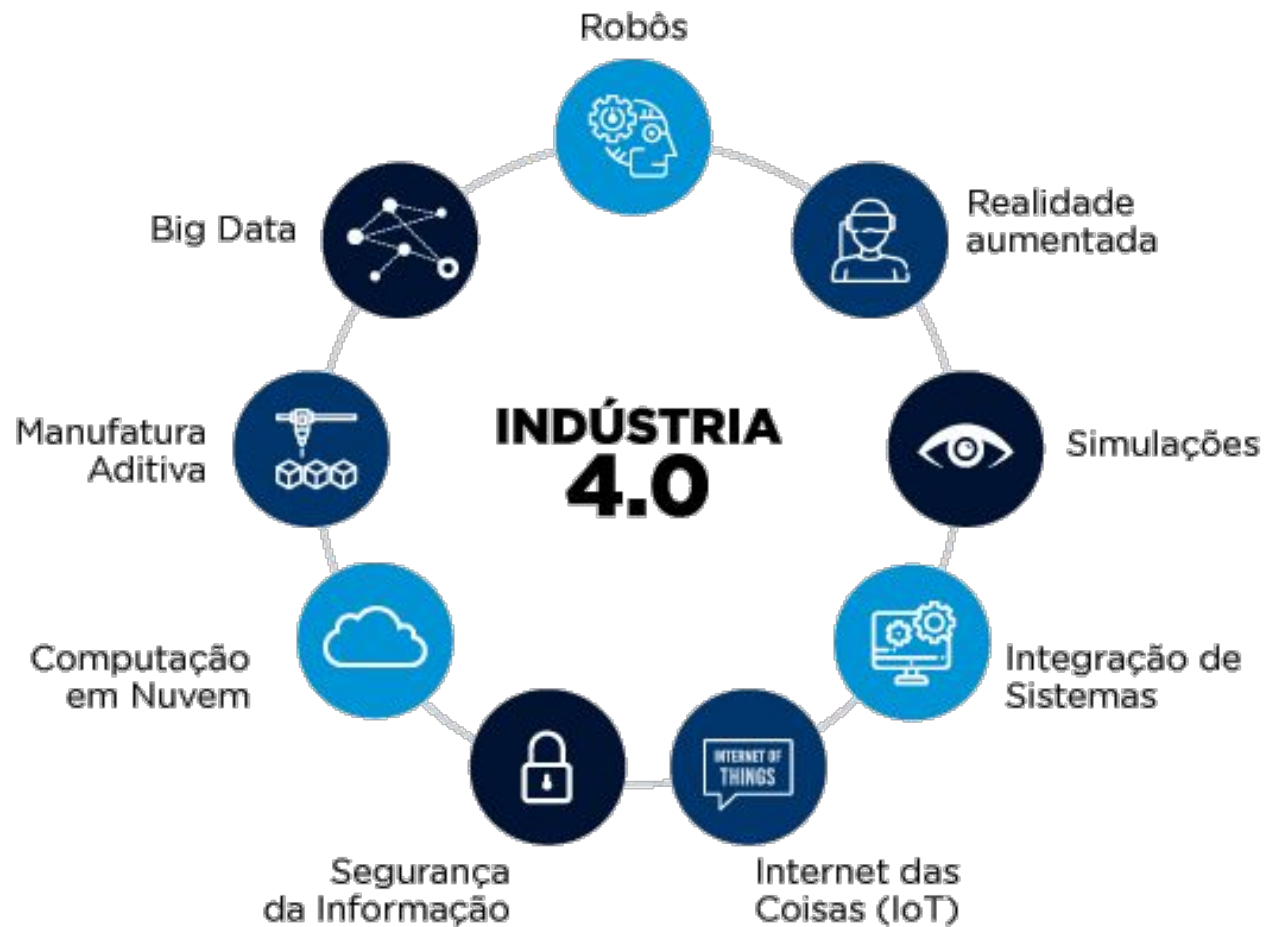 Robôs
Realidade
aumentada
Big Data
INDÚSTRIA
4.0
Manufatura
Aditiva
Simulações
Computação
em Nuvem
Integração de
Sistemas
INTERNET OF
THINGS
Segurança
da Informação
Internet das
Coisas (IoT)